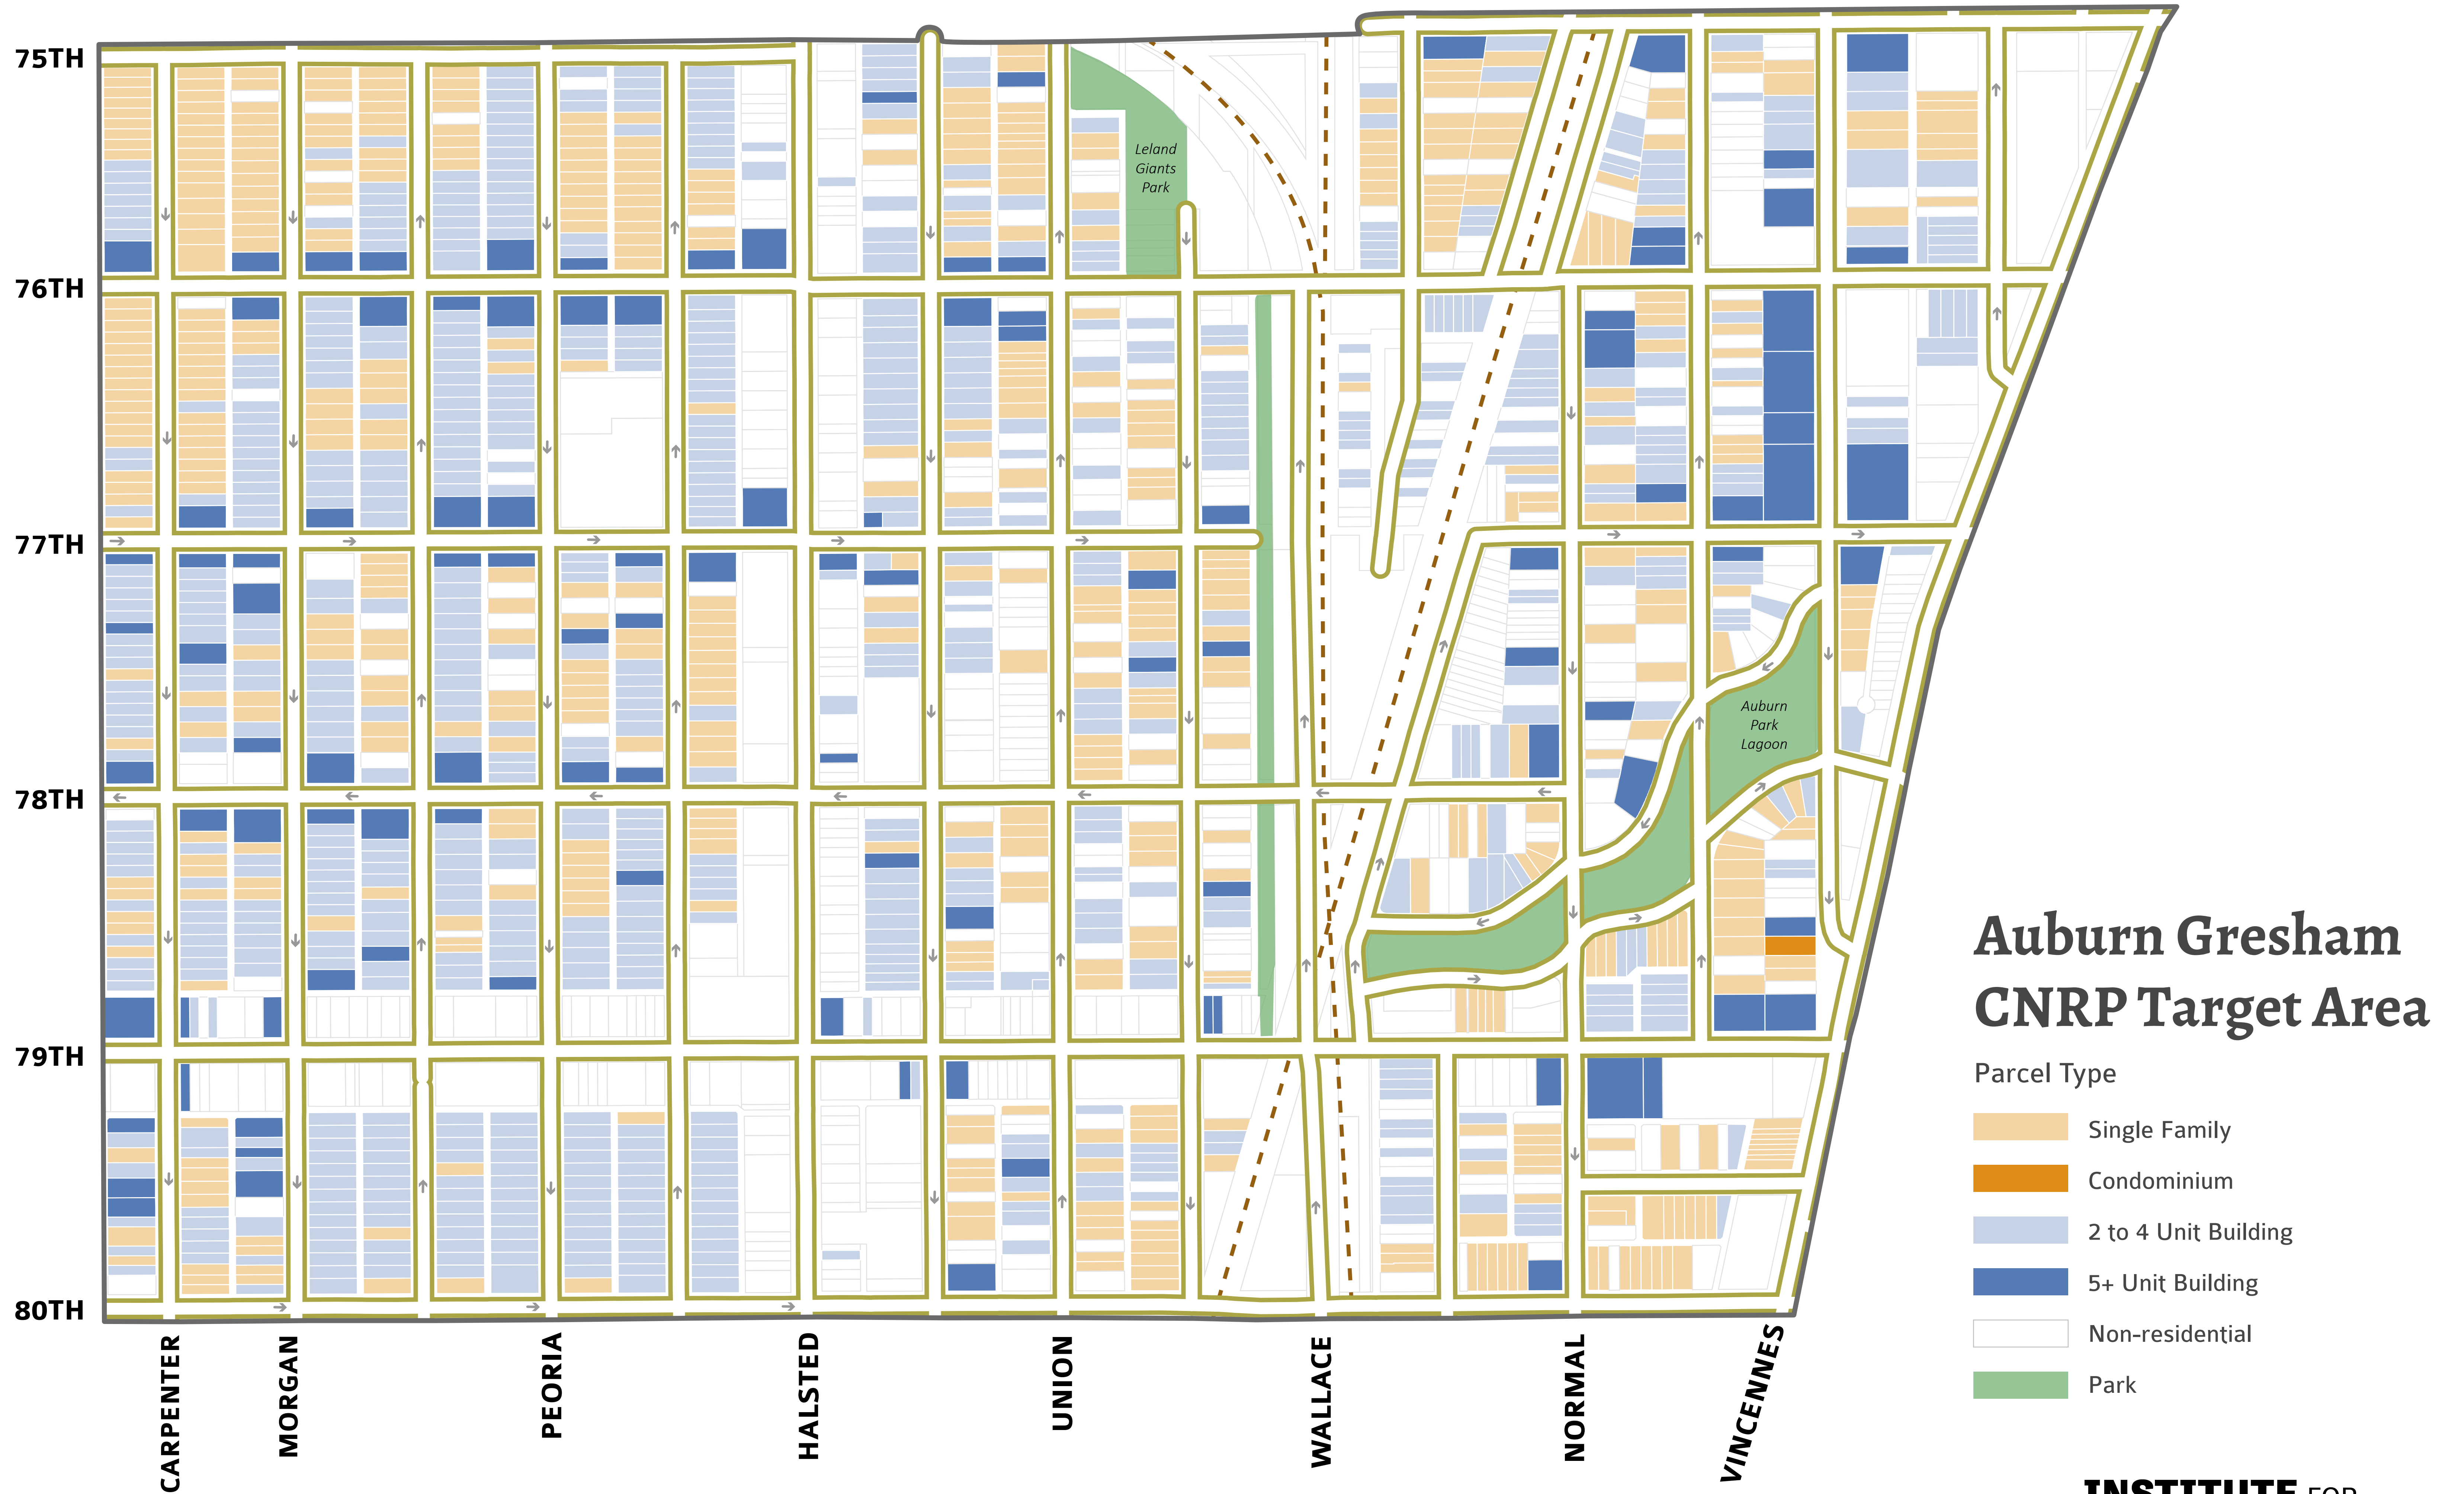 75TH
76TH
77TH
78TH
79TH
80TH
Leland
Giants
Park
Auburn
Park
Lagoon
CARPENTER
MORGAN
PEORIA
HALSTED
UNION
WALLACE
NORMAL
VINCENNES
Auburn Gresham
CNRP Target Area
Parcel Type
Single Family
Condominium
2 to 4 Unit Building
5+ Unit Building
Non-residential
Park
INSTITUTE FOR